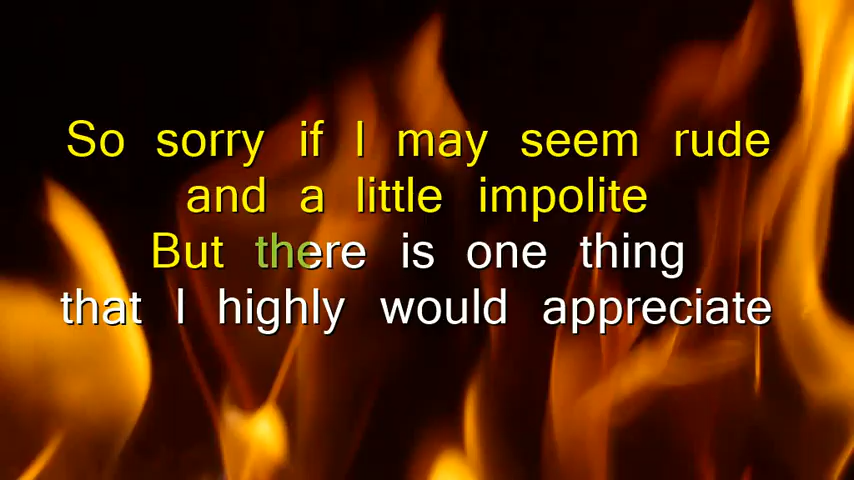 So sorry if I may seem rude
and a little impolite
But there is one thing
that I highly would appreciate